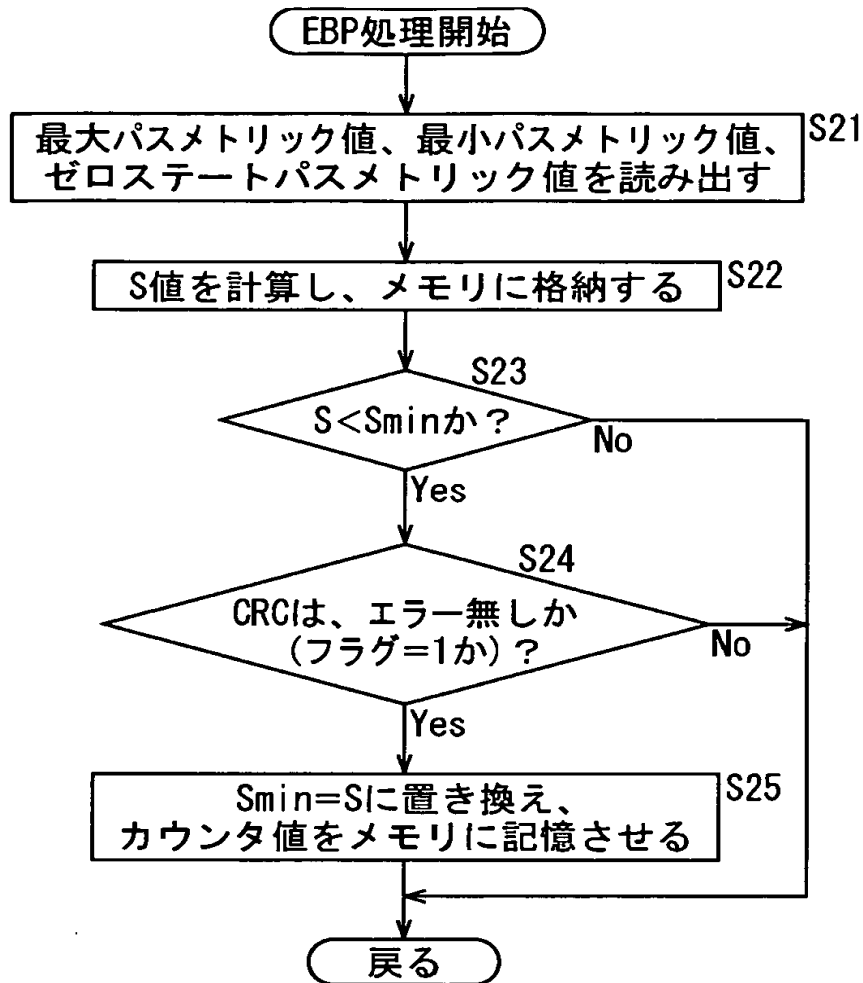 EBP処理開始
S21
最大パスメトリック値、最小パスメトリック値、
ゼロステートパスメトリック値を読み出す
S値を計算し、メモリに格納する
S22
S23
S<Sminか？
No
Yes
S24
CRCは、エラー無しか
(フラグ=1か)？
No
Yes
Smin=Sに置き換え、
カウンタ値をメモリに記憶させる
S25
戻る